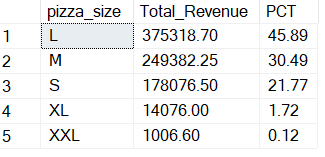 pizza_size Total_Revenue PCT
1 L 375318.70 45.89
2 M 249382.25 30.49
3 S 178076.50 21.77
4 XL 14076.00 1.72
5 XXL 1006.60 0.12